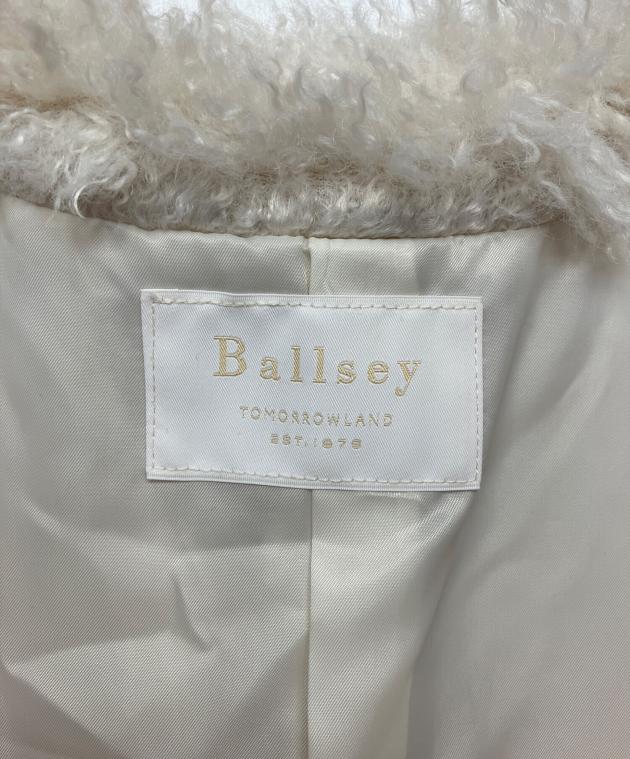 Ballsey
TOMORROWLAND
EST. 1978